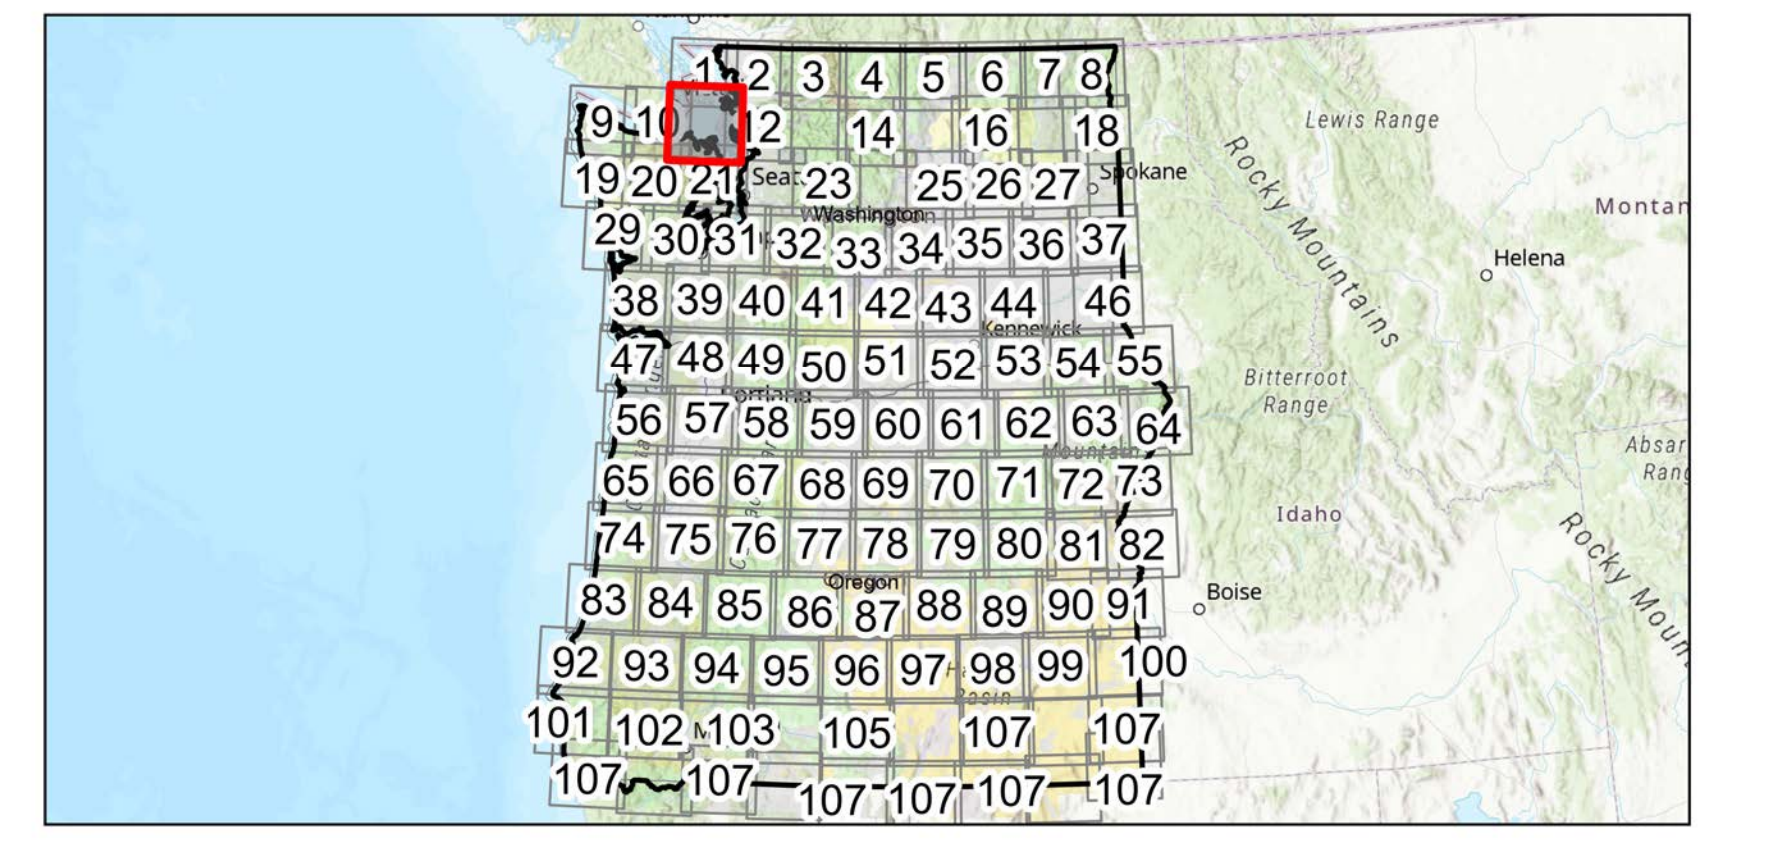 1 2 3 4 5 6 7 8
Lewis Range
9 10 12 14 16 18
Rocky Mountains
19 20 21 Seat 23 25 26 27 Spokane
Washington
Montan
29 30 31 32 33 34 35 36 37
Helena
38 39 40 41 42 43 44 46
Kennewick
47 48 49 50 51 52 53 54 55
Bitterroot
Range
Portland
56 57 58 59 60 61 62 63 64
Mountain
Absar
Rang
65 66 67 68 69 70 71 72 73
Idaho
Rocky Moun
74 75 76 77 78 79 80 81 82
Oregon
Boise
83 84 85 86 87 88 89 90 91
92 93 94 95 96 97 98 99 100
Basin
101 102 103 105 107 107
107 107 107 107 107 107